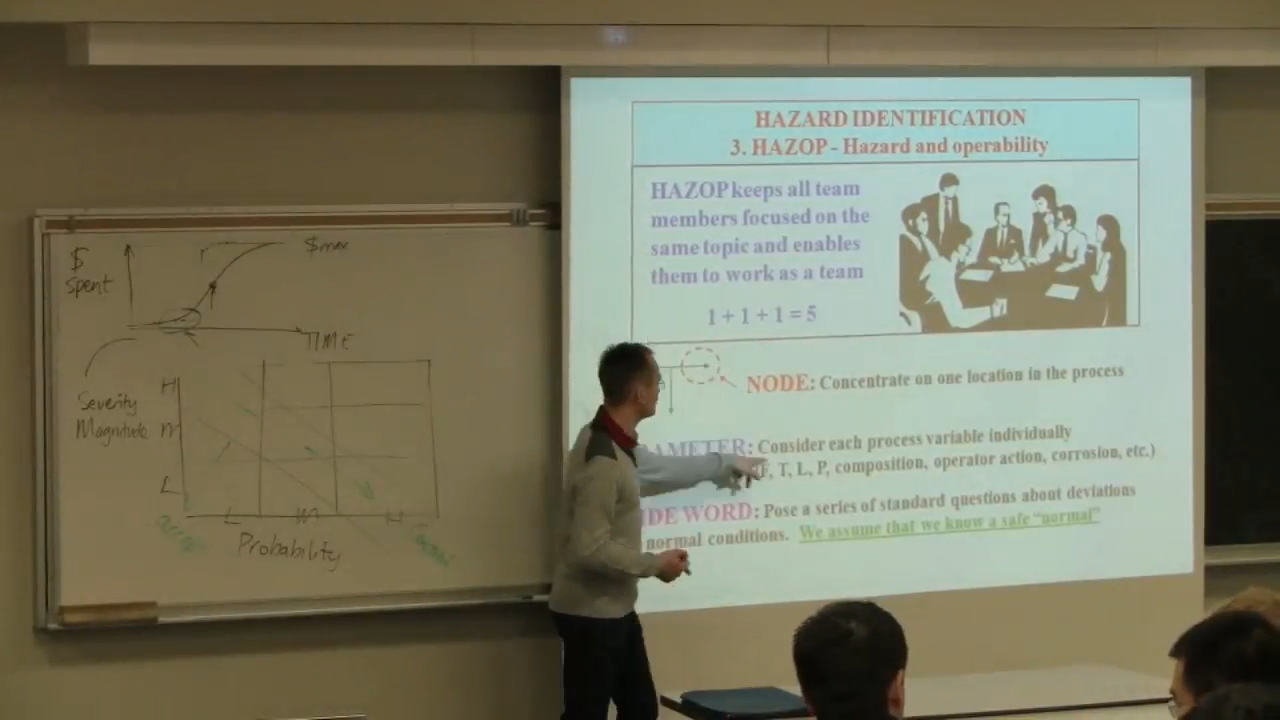 $
spent
$max
TIME
H
Severity
Magnitude
M
L
L
M
H
Probability
HAZARD IDENTIFICATION
3. HAZOP - Hazard and operability
HAZOP keeps all team
members focused on the
same topic and enables
them to work as a team
1 + 1 + 1 = 5
NODE: Concentrate on one location in the process
AMETER: Consider each process variable individually
F, T, L, P, composition, operator action, corrosion, etc.)
IDE WORD: Pose a series of standard questions about deviations
normal conditions. We assume that we know a safe “normal”